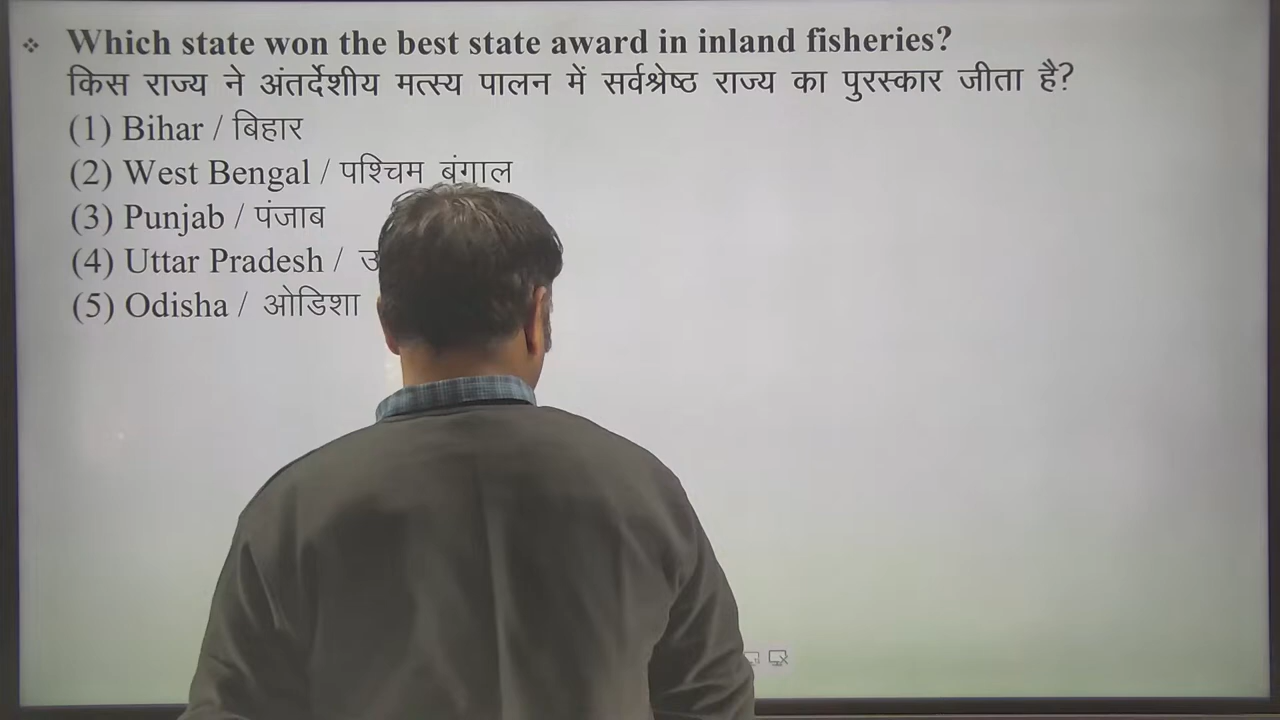 ❖ Which state won the best state award in inland fisheries?
किस राज्य ने अंतर्देशीय मत्स्य पालन में सर्वश्रेष्ठ राज्य का पुरस्कार जीता है?
(1) Bihar / बिहार
(2) West Bengal / पश्चिम बंगाल
(3) Punjab / पंजाब
(4) Uttar Pradesh /
(5) Odisha / ओडिशा